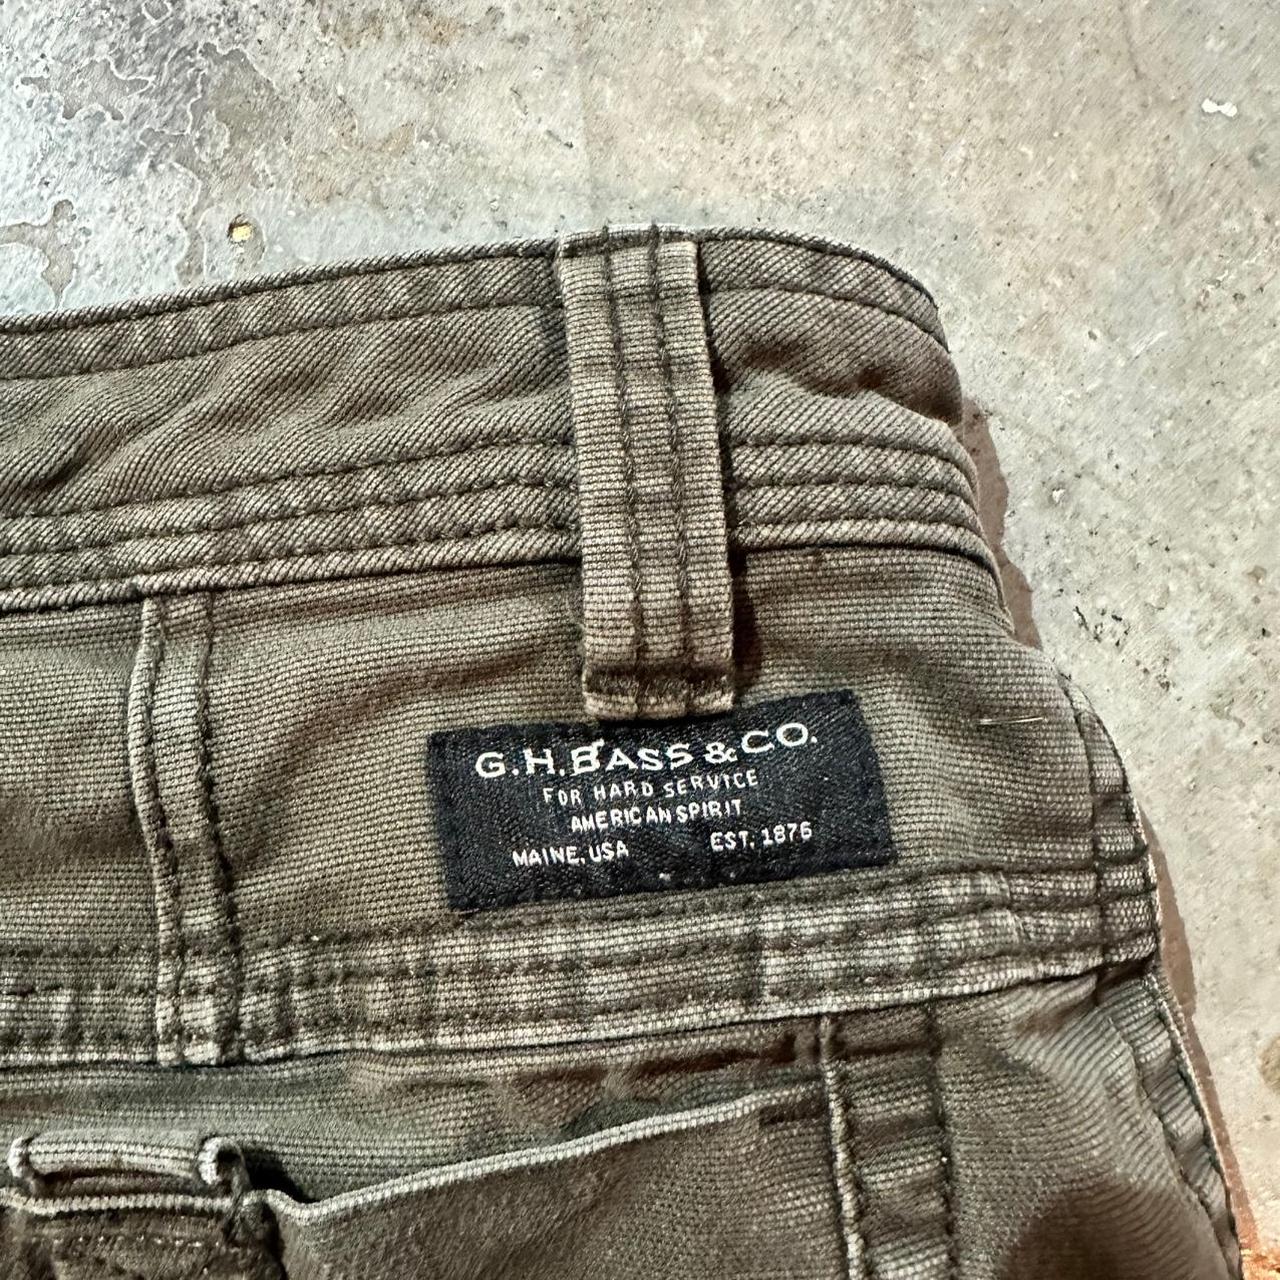 G.H.BASS & CO.
FOR HARD SERVICE
AMERICAN SPIRIT
MAINE, USA EST. 1876